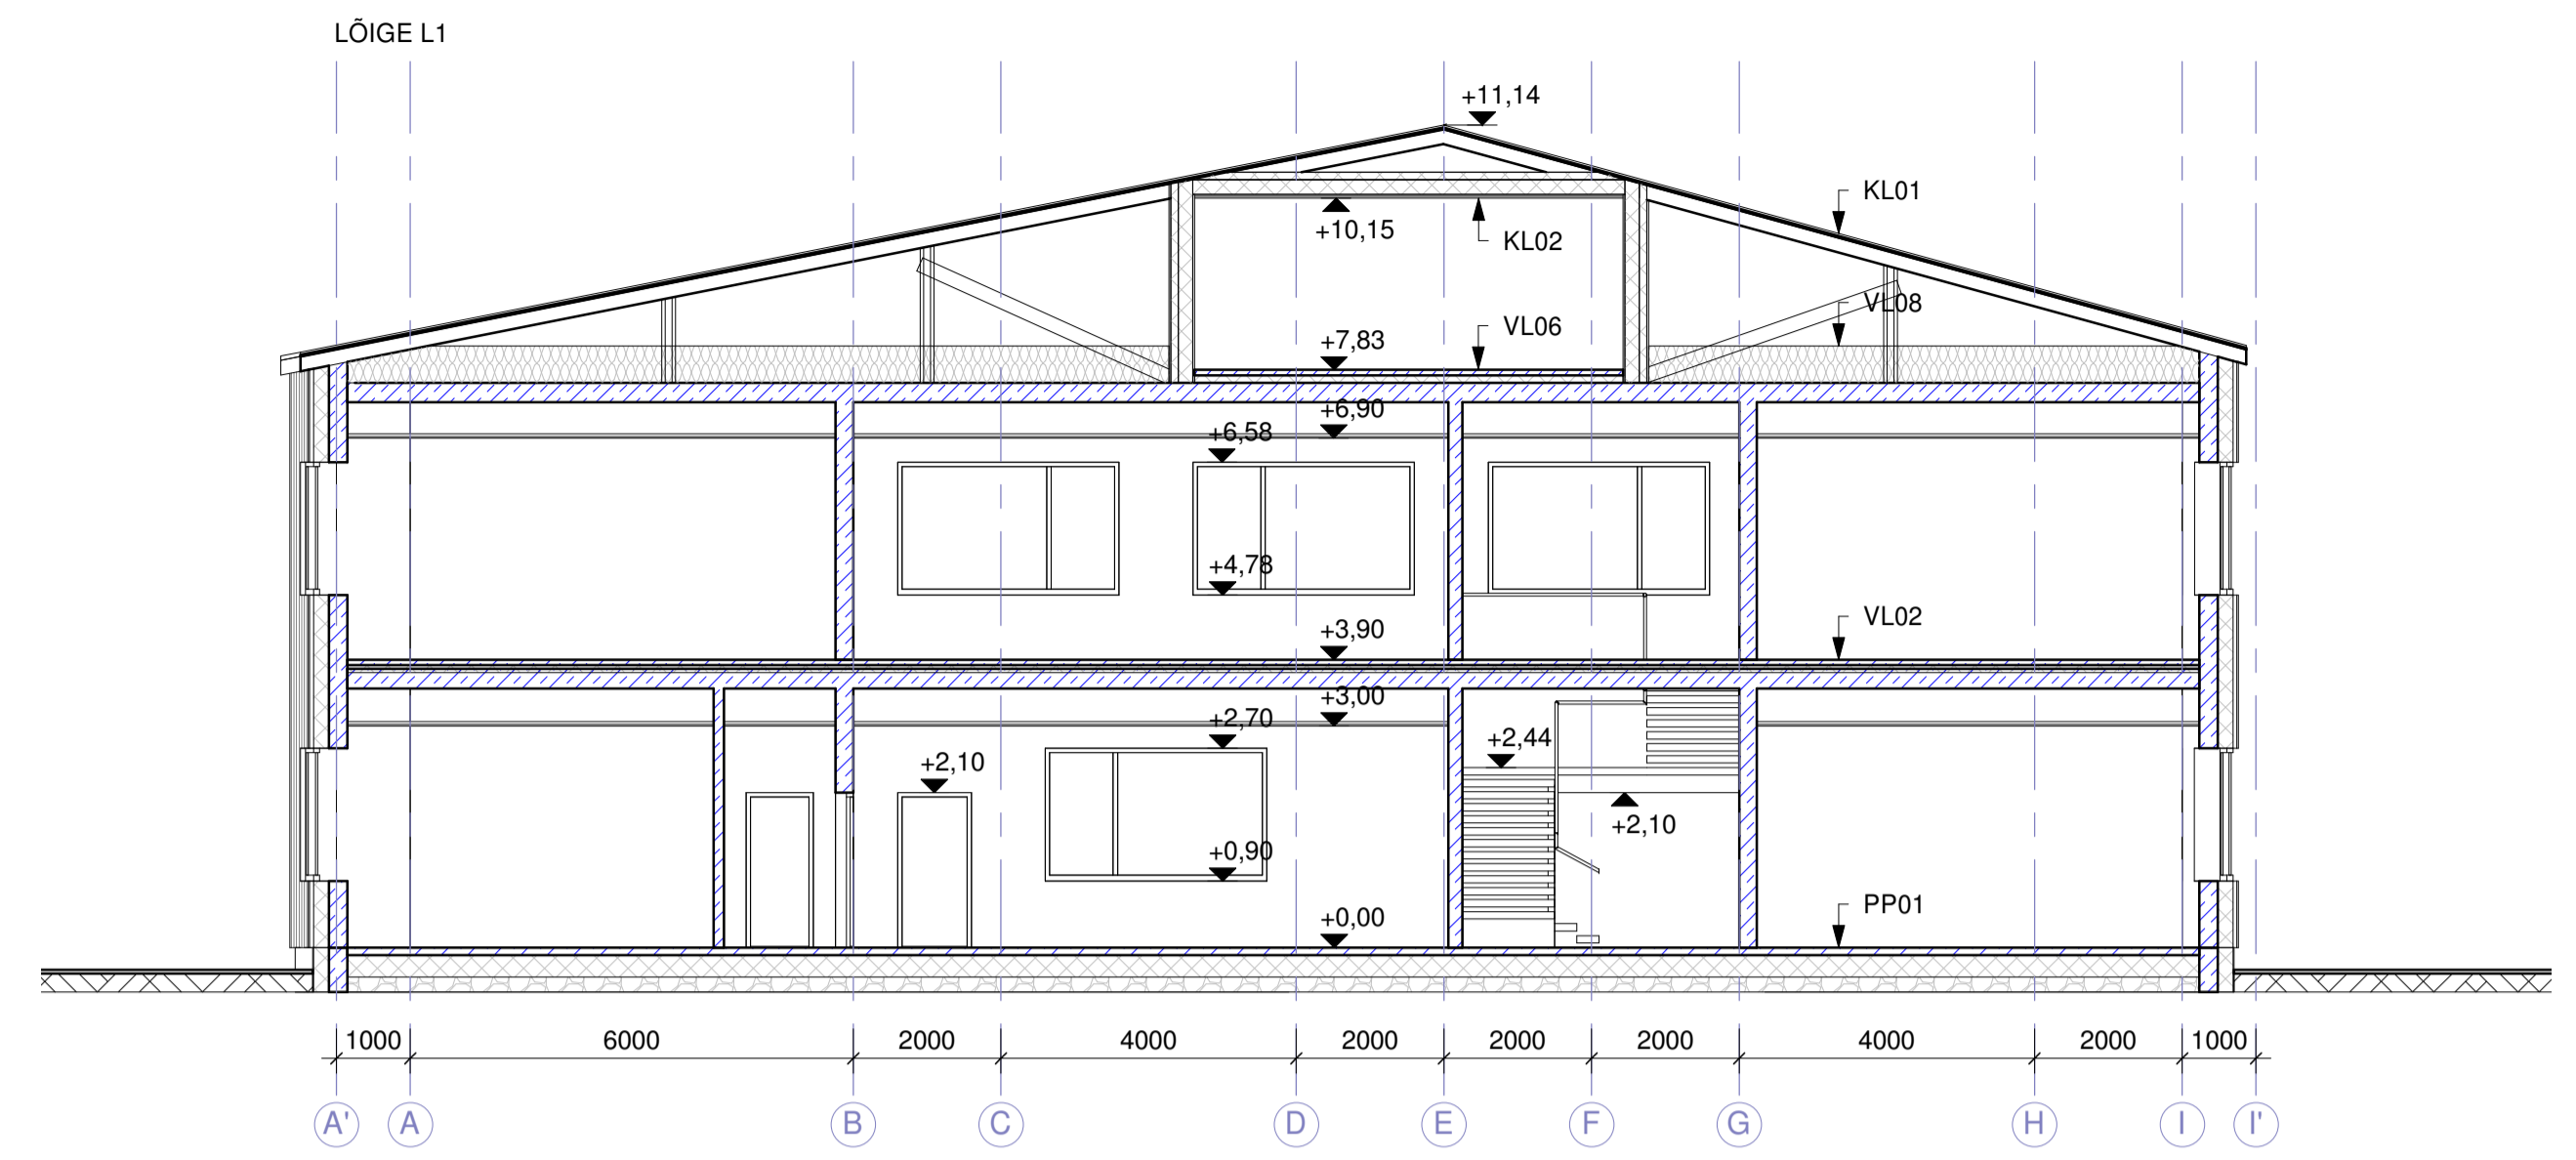 LÕIGE L1
+11,14
KL01
+10,15
KL02
VL08
VL06
+7,83
+6,90
+6,58
+4,78
+3,90
VL02
+3,00
+2,70
+2,44
+2,10
+2,10
+0,90
PP01
+0,00
1000 6000 2000 4000 2000 2000 2000 4000 2000 1000
A' A B C D E F G H I I'